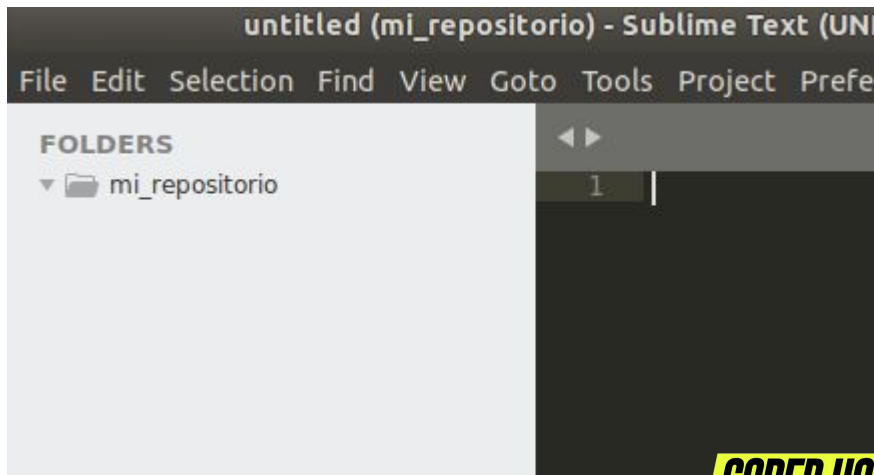 untitled (mi_repositorio) - Sublime Text
File Edit Selection Find View Goto Tools Project
FOLDERS
mi_repositorio
1